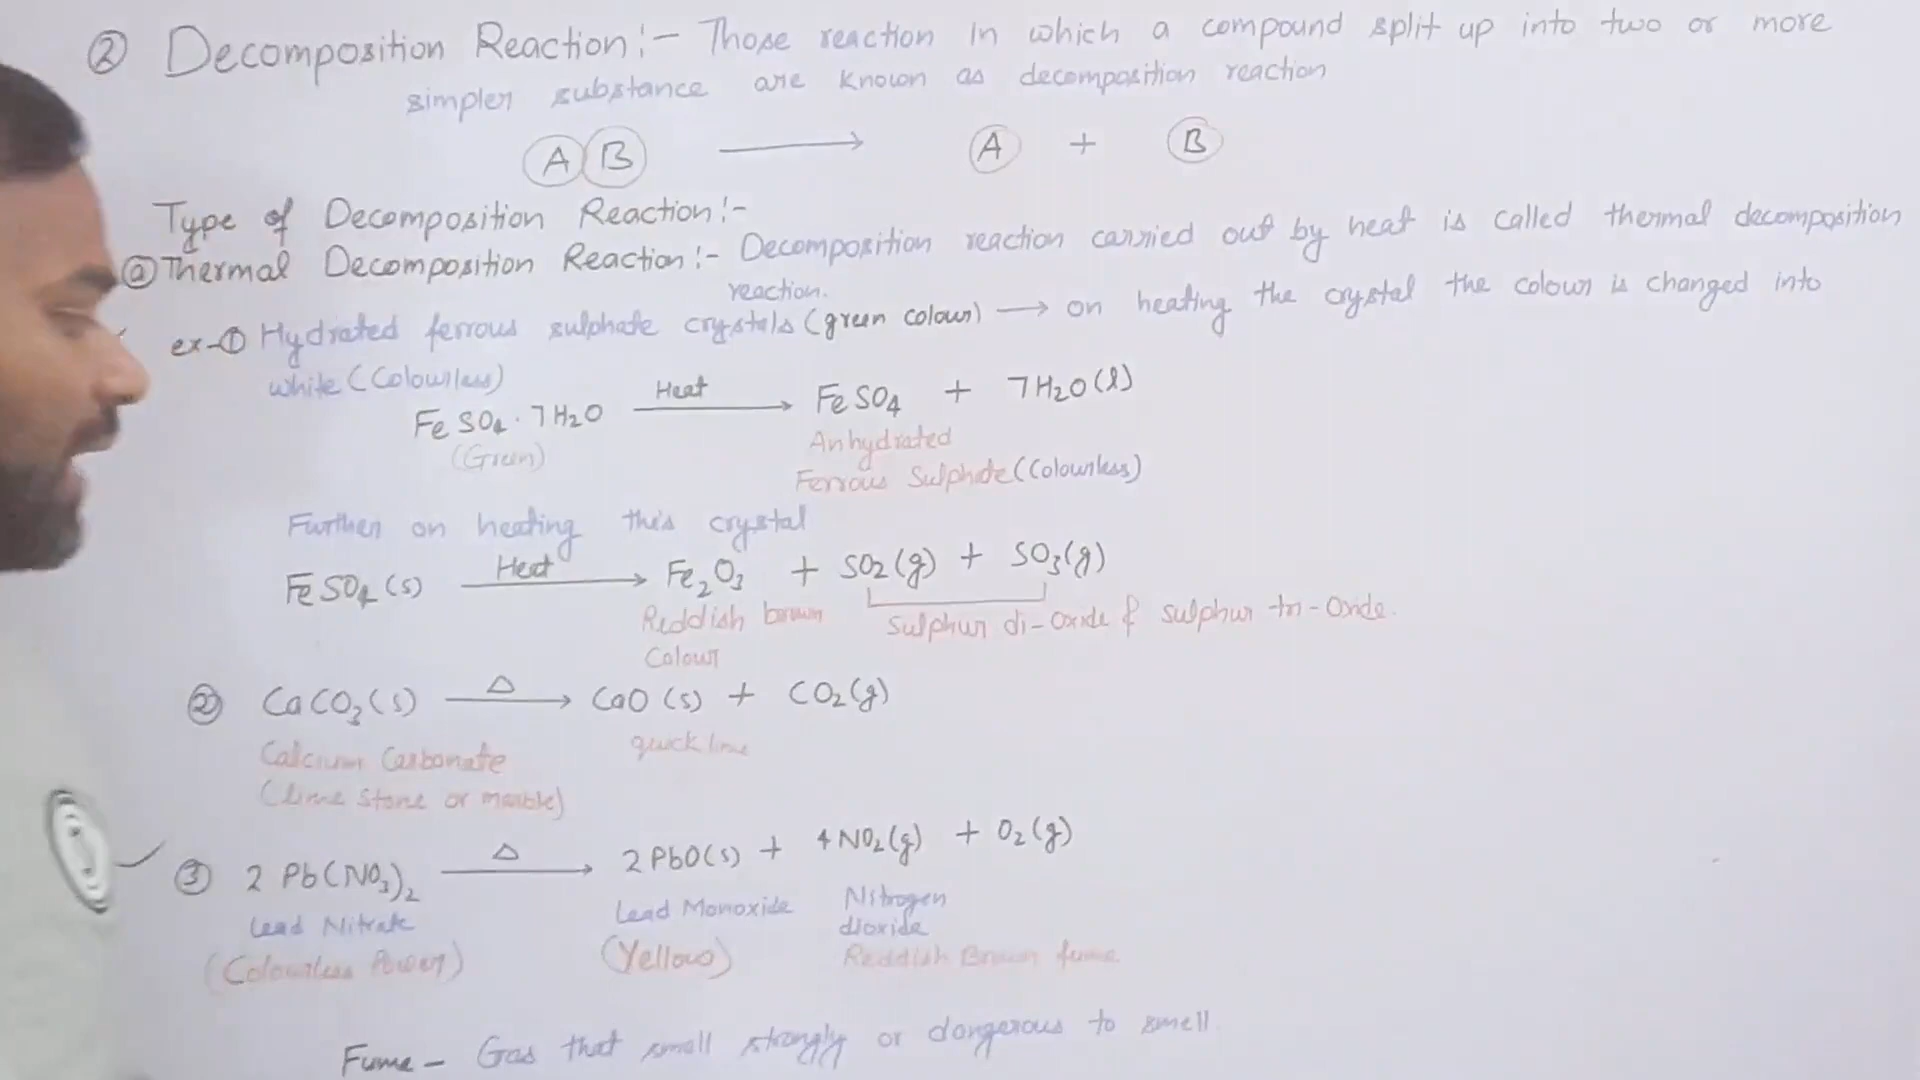 ② Decomposition Reaction:- Those reaction in which a compound split up into two or more
simpler substance are known as decomposition reaction
A B → A + B
Type of Decomposition Reaction:-
ⓐ Thermal Decomposition Reaction:- Decomposition reaction carried out by heat is called thermal decomposition
reaction.
ex-① Hydrated ferrous sulphate crystals (green colour) → on heating the crystal the colour is changed into
white (Colourless)
FeSO₄·7H₂O —Heat→ FeSO₄ + 7H₂O(l)
(Green)
Anhydrated
Ferrous Sulphate (Colourless)
Further on heating this crystal
FeSO₄(s) —Heat→ Fe₂O₃ + SO₂(g) + SO₃(g)
Reddish brown
Colour
Sulphur di-Oxide & sulphur tri-Oxide.
② CaCO₃(s) —△→ CaO(s) + CO₂(g)
Calcium Carbonate
(Lime Stone or marble)
quick lime
③ 2Pb(NO₃)₂ —△→ 2PbO(s) + 4NO₂(g) + O₂(g)
Lead Nitrate
(Colourless Power)
Lead Monoxide
(Yellow)
Nitrogen
dioxide
Reddish Brown fume
Fume - Gas that smell strongly or dangerous to smell.